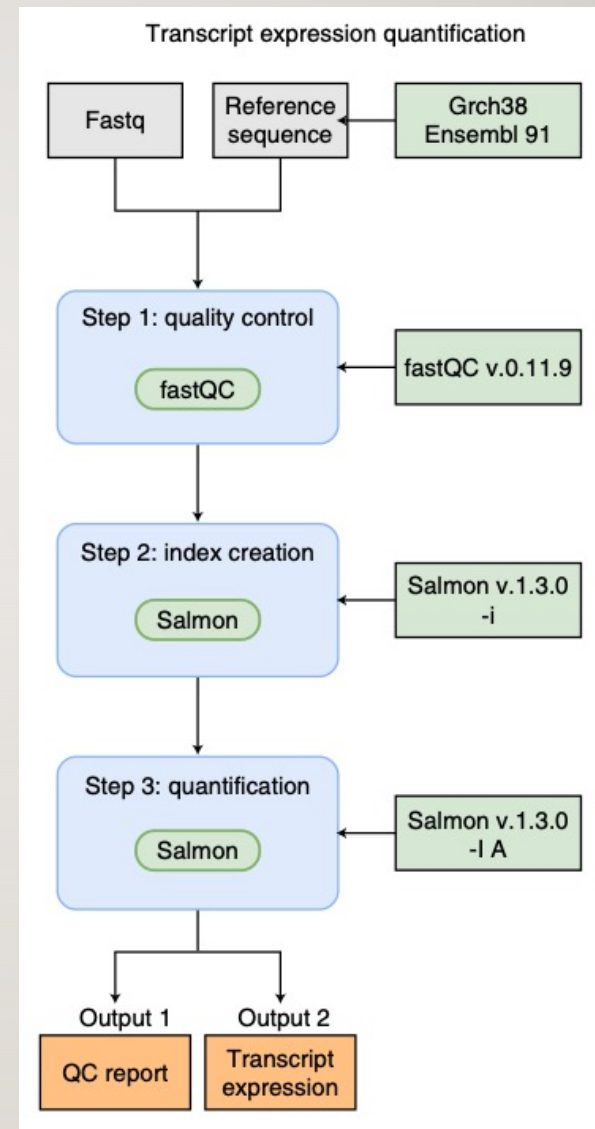 Transcript expression quantification
Fastq
Reference
sequence
Grch38
Ensembl 91
Step 1: quality control
fastQC
fastQC v.0.11.9
Step 2: index creation
Salmon
Salmon v.1.3.0
-i
Step 3: quantification
Salmon
Salmon v.1.3.0
-l A
Output 1
Output 2
QC report
Transcript
expression